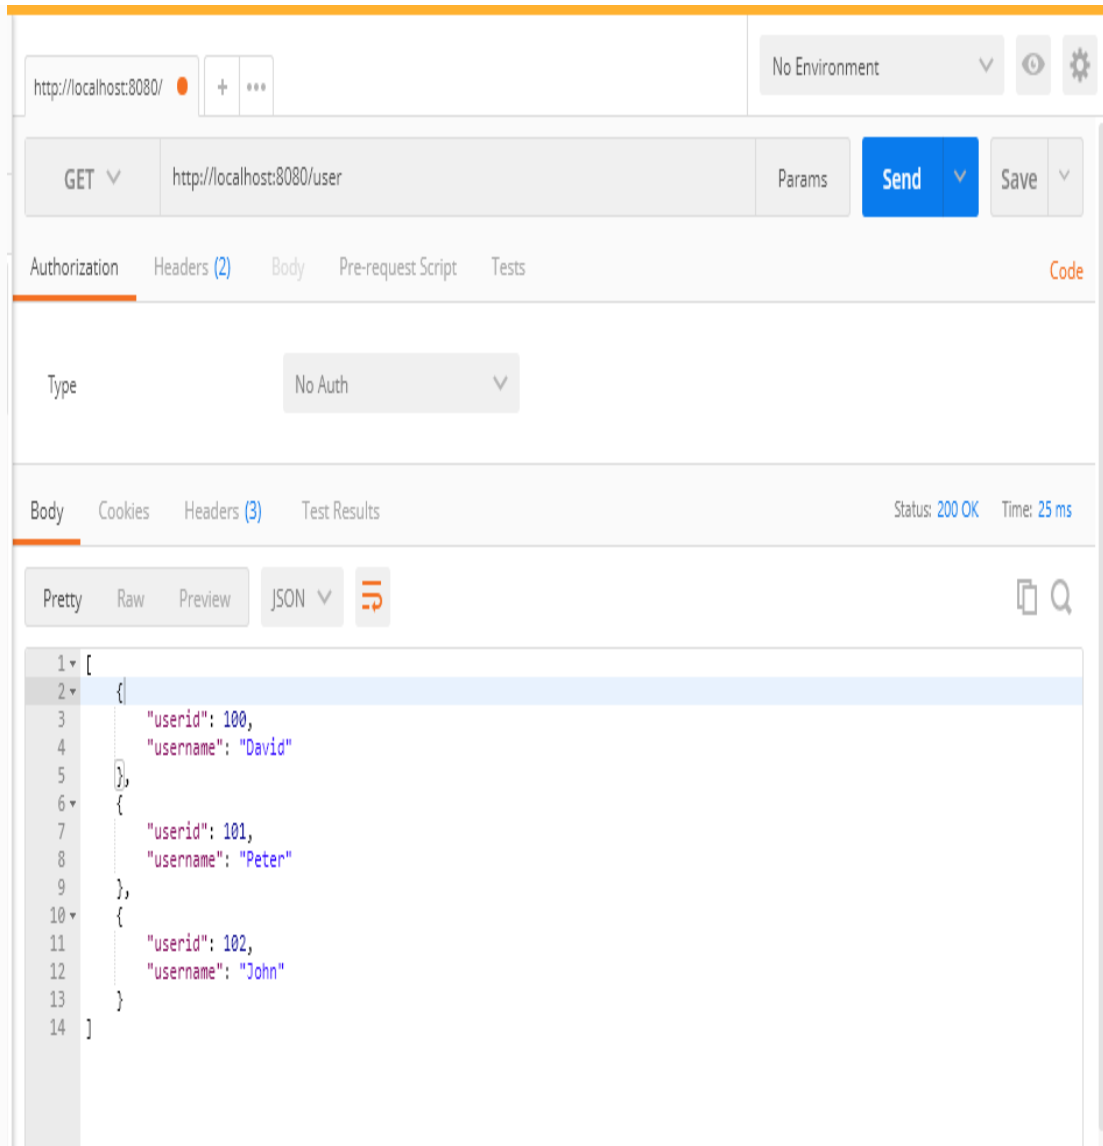 No Environment
http://localhost:8080/ + •••
GET http://localhost:8080/user Params Send Save
Authorization Headers (2) Body Pre-request Script Tests Code
Type No Auth
Body Cookies Headers (3) Test Results Status: 200 OK Time: 25 ms
Pretty Raw Preview JSON
1 [
2 {
3 "userid": 100,
4 "username": "David"
5 },
6 {
7 "userid": 101,
8 "username": "Peter"
9 },
10 {
11 "userid": 102,
12 "username": "John"
13 }
14 ]